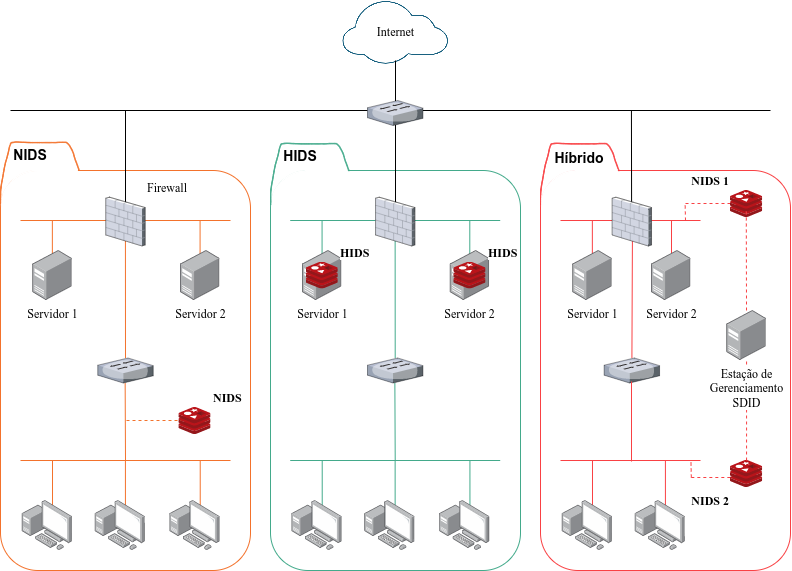 Internet
NIDS
HIDS
Híbrido
Firewall
NIDS 1
HIDS
HIDS
Servidor 1
Servidor 2
Servidor 1
Servidor 2
Servidor 1
Servidor 2
Estação de
Gerenciamento
SDID
NIDS
NIDS 2